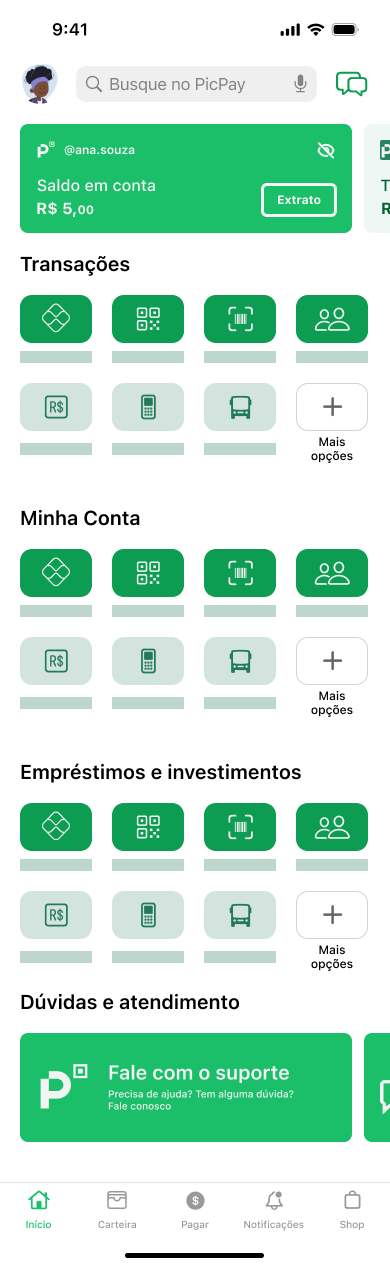 9:41
Busque no PicPay
@ana.souza
Saldo em conta
R$ 5,00
Extrato
Transações
R$
Mais
opções
Minha Conta
R$
Mais
opções
Empréstimos e investimentos
R$
Mais
opções
Dúvidas e atendimento
Fale com o suporte
Precisa de ajuda? Tem alguma dúvida?
Fale conosco
Início
Carteira
Pagar
Notificações
Shop